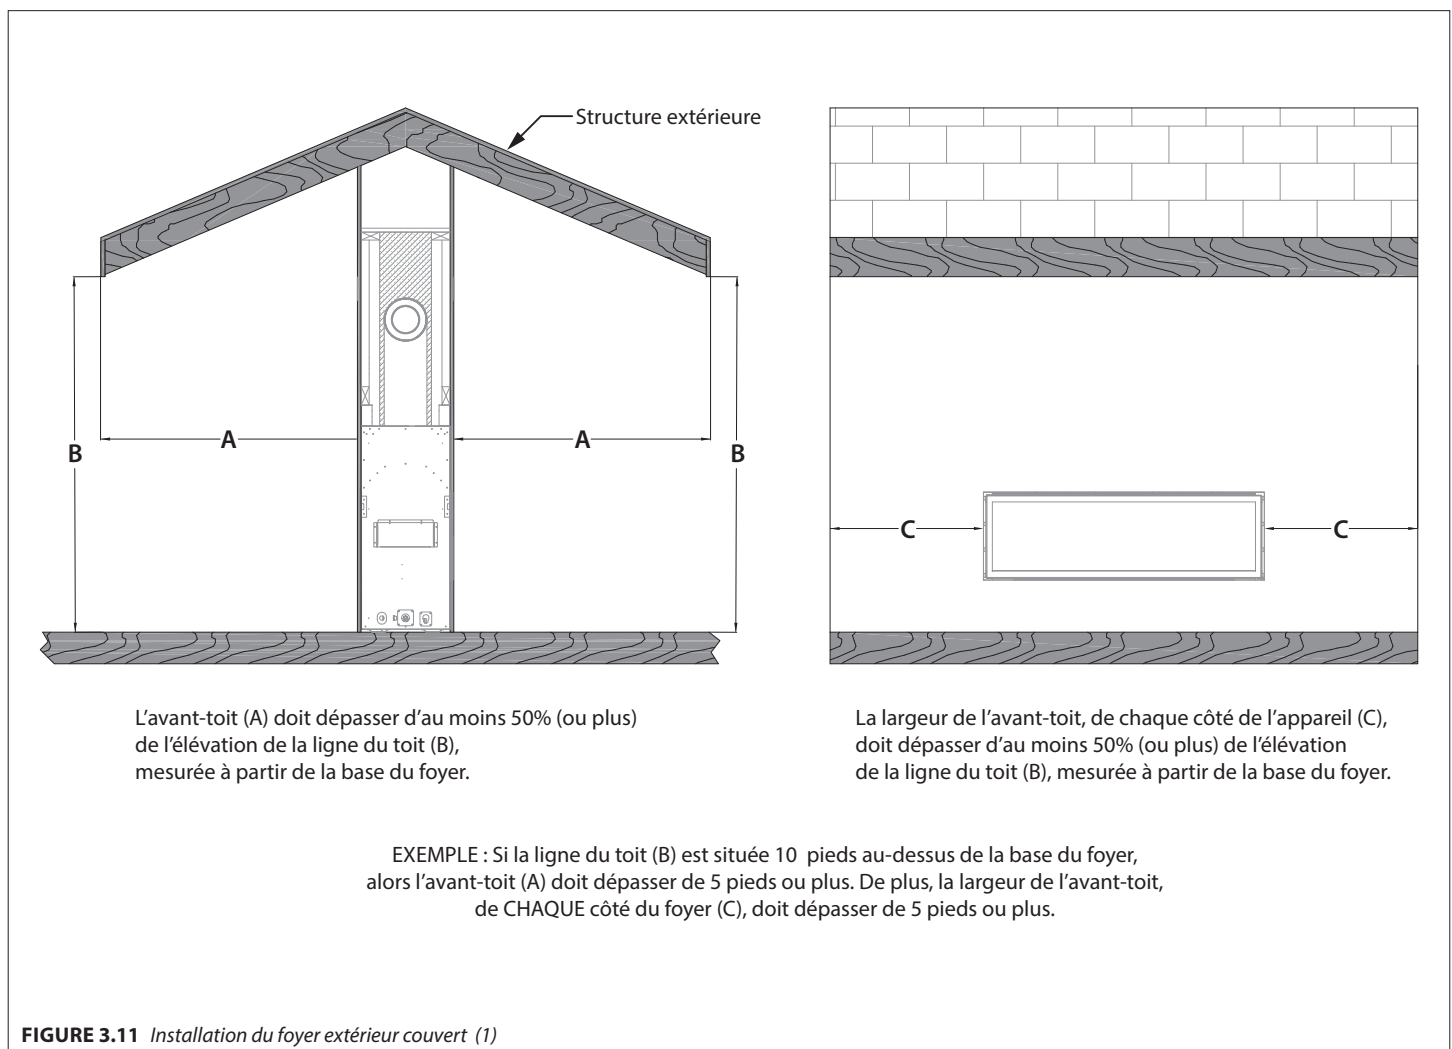 Structure extérieure
A
A
B
B
C
C
L'avant-toit (A) doit dépasser d'au moins 50% (ou plus)
de l'élévation de la ligne du toit (B),
mesurée à partir de la base du foyer.
La largeur de l'avant-toit, de chaque côté de l'appareil (C),
doit dépasser d'au moins 50% (ou plus) de l'élévation
de la ligne du toit (B), mesurée à partir de la base du foyer.
EXEMPLE : Si la ligne du toit (B) est située 10 pieds au-dessus de la base du foyer,
alors l'avant-toit (A) doit dépasser de 5 pieds ou plus. De plus, la largeur de l'avant-toit,
de CHAQUE côté du foyer (C), doit dépasser de 5 pieds ou plus.
FIGURE 3.11 Installation du foyer extérieur couvert (1)